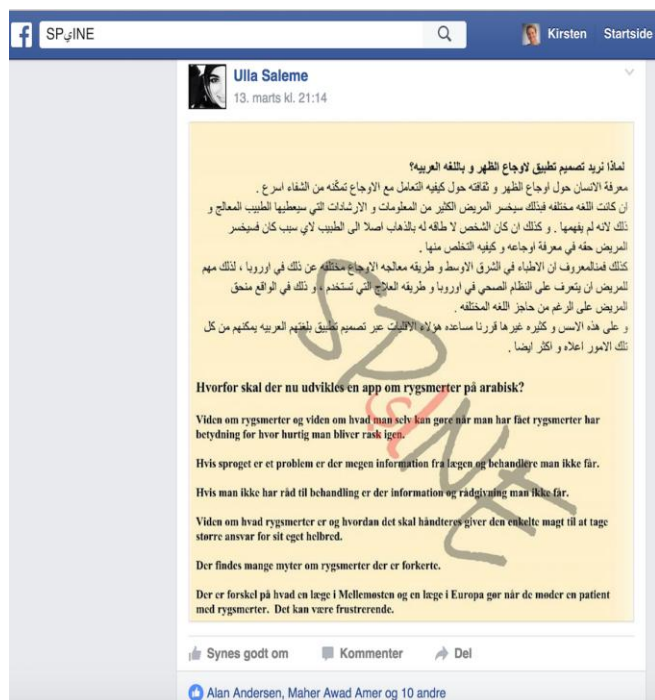 SPايINE
Kirsten
Startside
Ulla Saleme
13. marts kl. 21:14
لماذا نريد تصميم تطبيق لاوجاع الظهر و باللغه العربيه؟
معرفة الانسان حول اوجاع الظهر و ثقافته حول كيفيه التعامل مع الاوجاع تمكّنه من الشفاء اسرع .
ان كانت اللغه مختلفه فبذلك سيخسر المريض الكثير من المعلومات و الارشادات التي سيعطيها الطبيب المعالج و
ذلك لانه لم يفهمها . و كذلك ان كان الشخص لا طاقه له بالذهاب اصلا الى الطبيب لاي سبب كان فسيخسر
المريض حقه في معرفة اوجاعه و كيفيه التخلص منها .
كذلك فمنالمعروف ان الاطباء في الشرق الاوسط و طريقه معالجه الاوجاع مختلفه عن ذلك في اوروبا ، لذلك مهم
للمريض ان يتعرف على النظام الصحي في اوروبا و طريقه العلاج التي تستخدم ، و ذلك في الواقع منحق
المريض على الرغم من حاجز اللغه المختلفه .
و على هذه الاسس و كثيره غيرها قررنا مساعده هؤلاء الاقليات عبر تصميم تطبيق بلغتهم العربيه يمكنهم من كل
تلك الامور اعلاه و اكثر ايضا .
Hvorfor skal der nu udvikles en app om rygsmerter på arabisk?
Viden om rygsmerter og viden om hvad man selv kan gøre når man har fået rygsmerter har
betydning for hvor hurtig man bliver rask igen.
Hvis sproget er et problem er der megen information fra lægen og behandlere man ikke får.
Hvis man ikke har råd til behandling er der information og rådgivning man ikke får.
Viden om hvad rygsmerter er og hvordan det skal håndteres giver den enkelte magt til at tage
større ansvar for sit eget helbred.
Der findes mange myter om rygsmerter der er forkerte.
Der er forskel på hvad en læge i Mellemøsten og en læge i Europa gør når de møder en patient
med rygsmerter. Det kan være frustrerende.
Synes godt om
Kommenter
Del
Alan Andersen, Maher Awad Amer og 10 andre